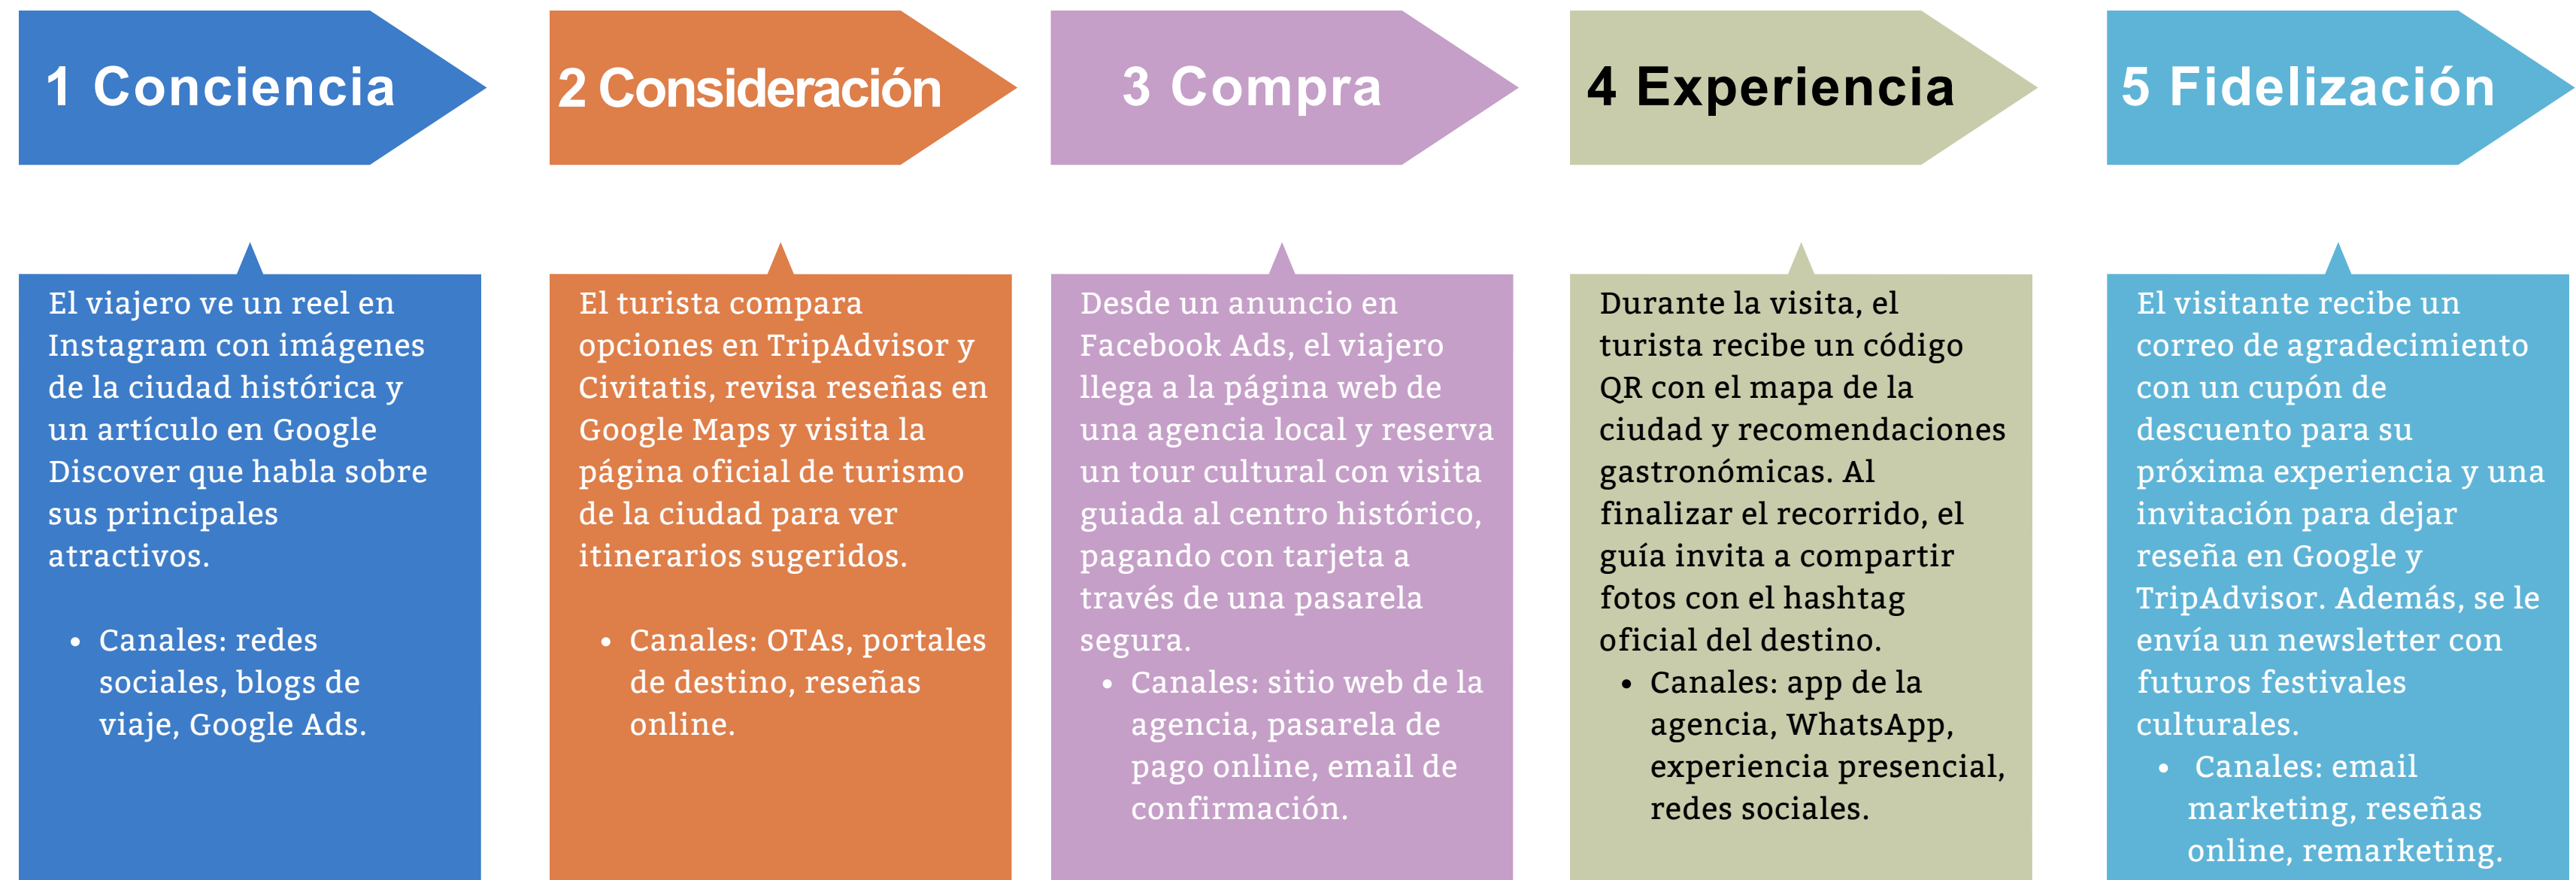 1 Conciencia
2 Consideración
3 Compra
4 Experiencia
5 Fidelización
El viajero ve un reel en
Instagram con imágenes
de la ciudad histórica y
un artículo en Google
Discover que habla sobre
sus principales
atractivos.
• Canales: redes
sociales, blogs de
viaje, Google Ads.
El turista compara
opciones en TripAdvisor y
Civitatis, revisa reseñas en
Google Maps y visita la
página oficial de turismo
de la ciudad para ver
itinerarios sugeridos.
• Canales: OTAs, portales
de destino, reseñas
online.
Desde un anuncio en
Facebook Ads, el viajero
llega a la página web de
una agencia local y reserva
un tour cultural con visita
guiada al centro histórico,
pagando con tarjeta a
través de una pasarela
segura.
• Canales: sitio web de la
agencia, pasarela de
pago online, email de
confirmación.
Durante la visita, el
turista recibe un código
QR con el mapa de la
ciudad y recomendaciones
gastronómicas. Al
finalizar el recorrido, el
guía invita a compartir
fotos con el hashtag
oficial del destino.
• Canales: app de la
agencia, WhatsApp,
experiencia presencial,
redes sociales.
El visitante recibe un
correo de agradecimiento
con un cupón de
descuento para su
próxima experiencia y una
invitación para dejar
reseña en Google y
TripAdvisor. Además, se le
envía un newsletter con
futuros festivales
culturales.
• Canales: email
marketing, reseñas
online, remarketing.